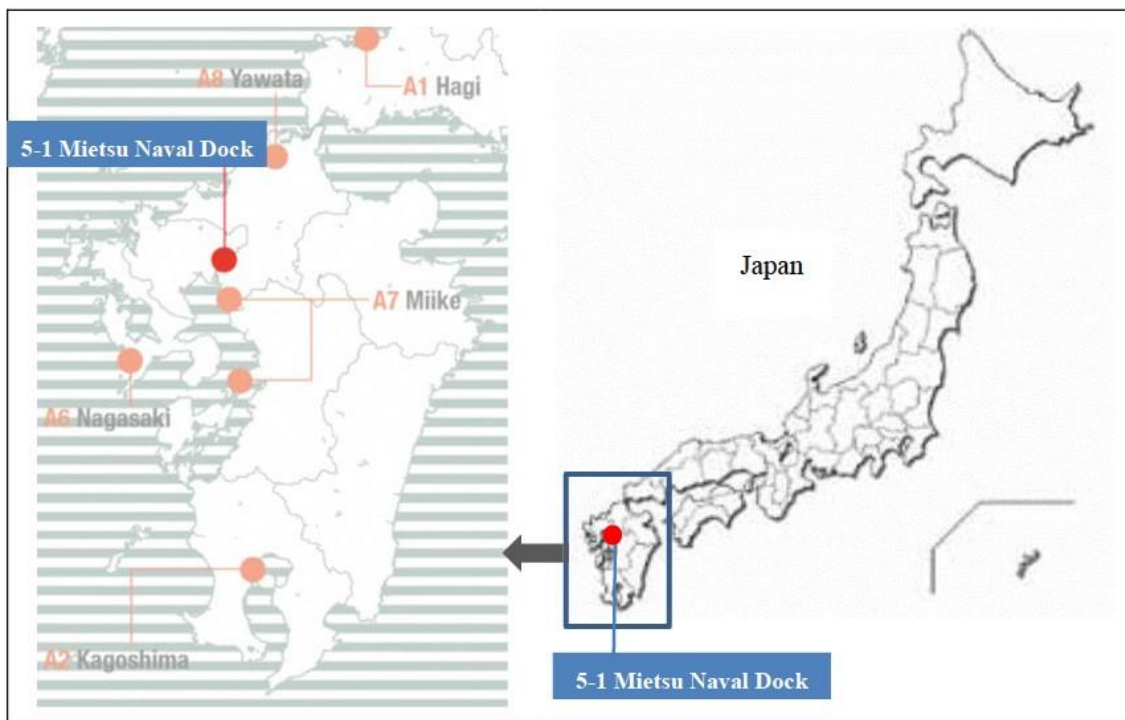 A8 Yawata
A1 Hagi
5-1 Mietsu Naval Dock
A7 Miike
A6 Nagasaki
A2 Kagoshima
Japan
5-1 Mietsu Naval Dock